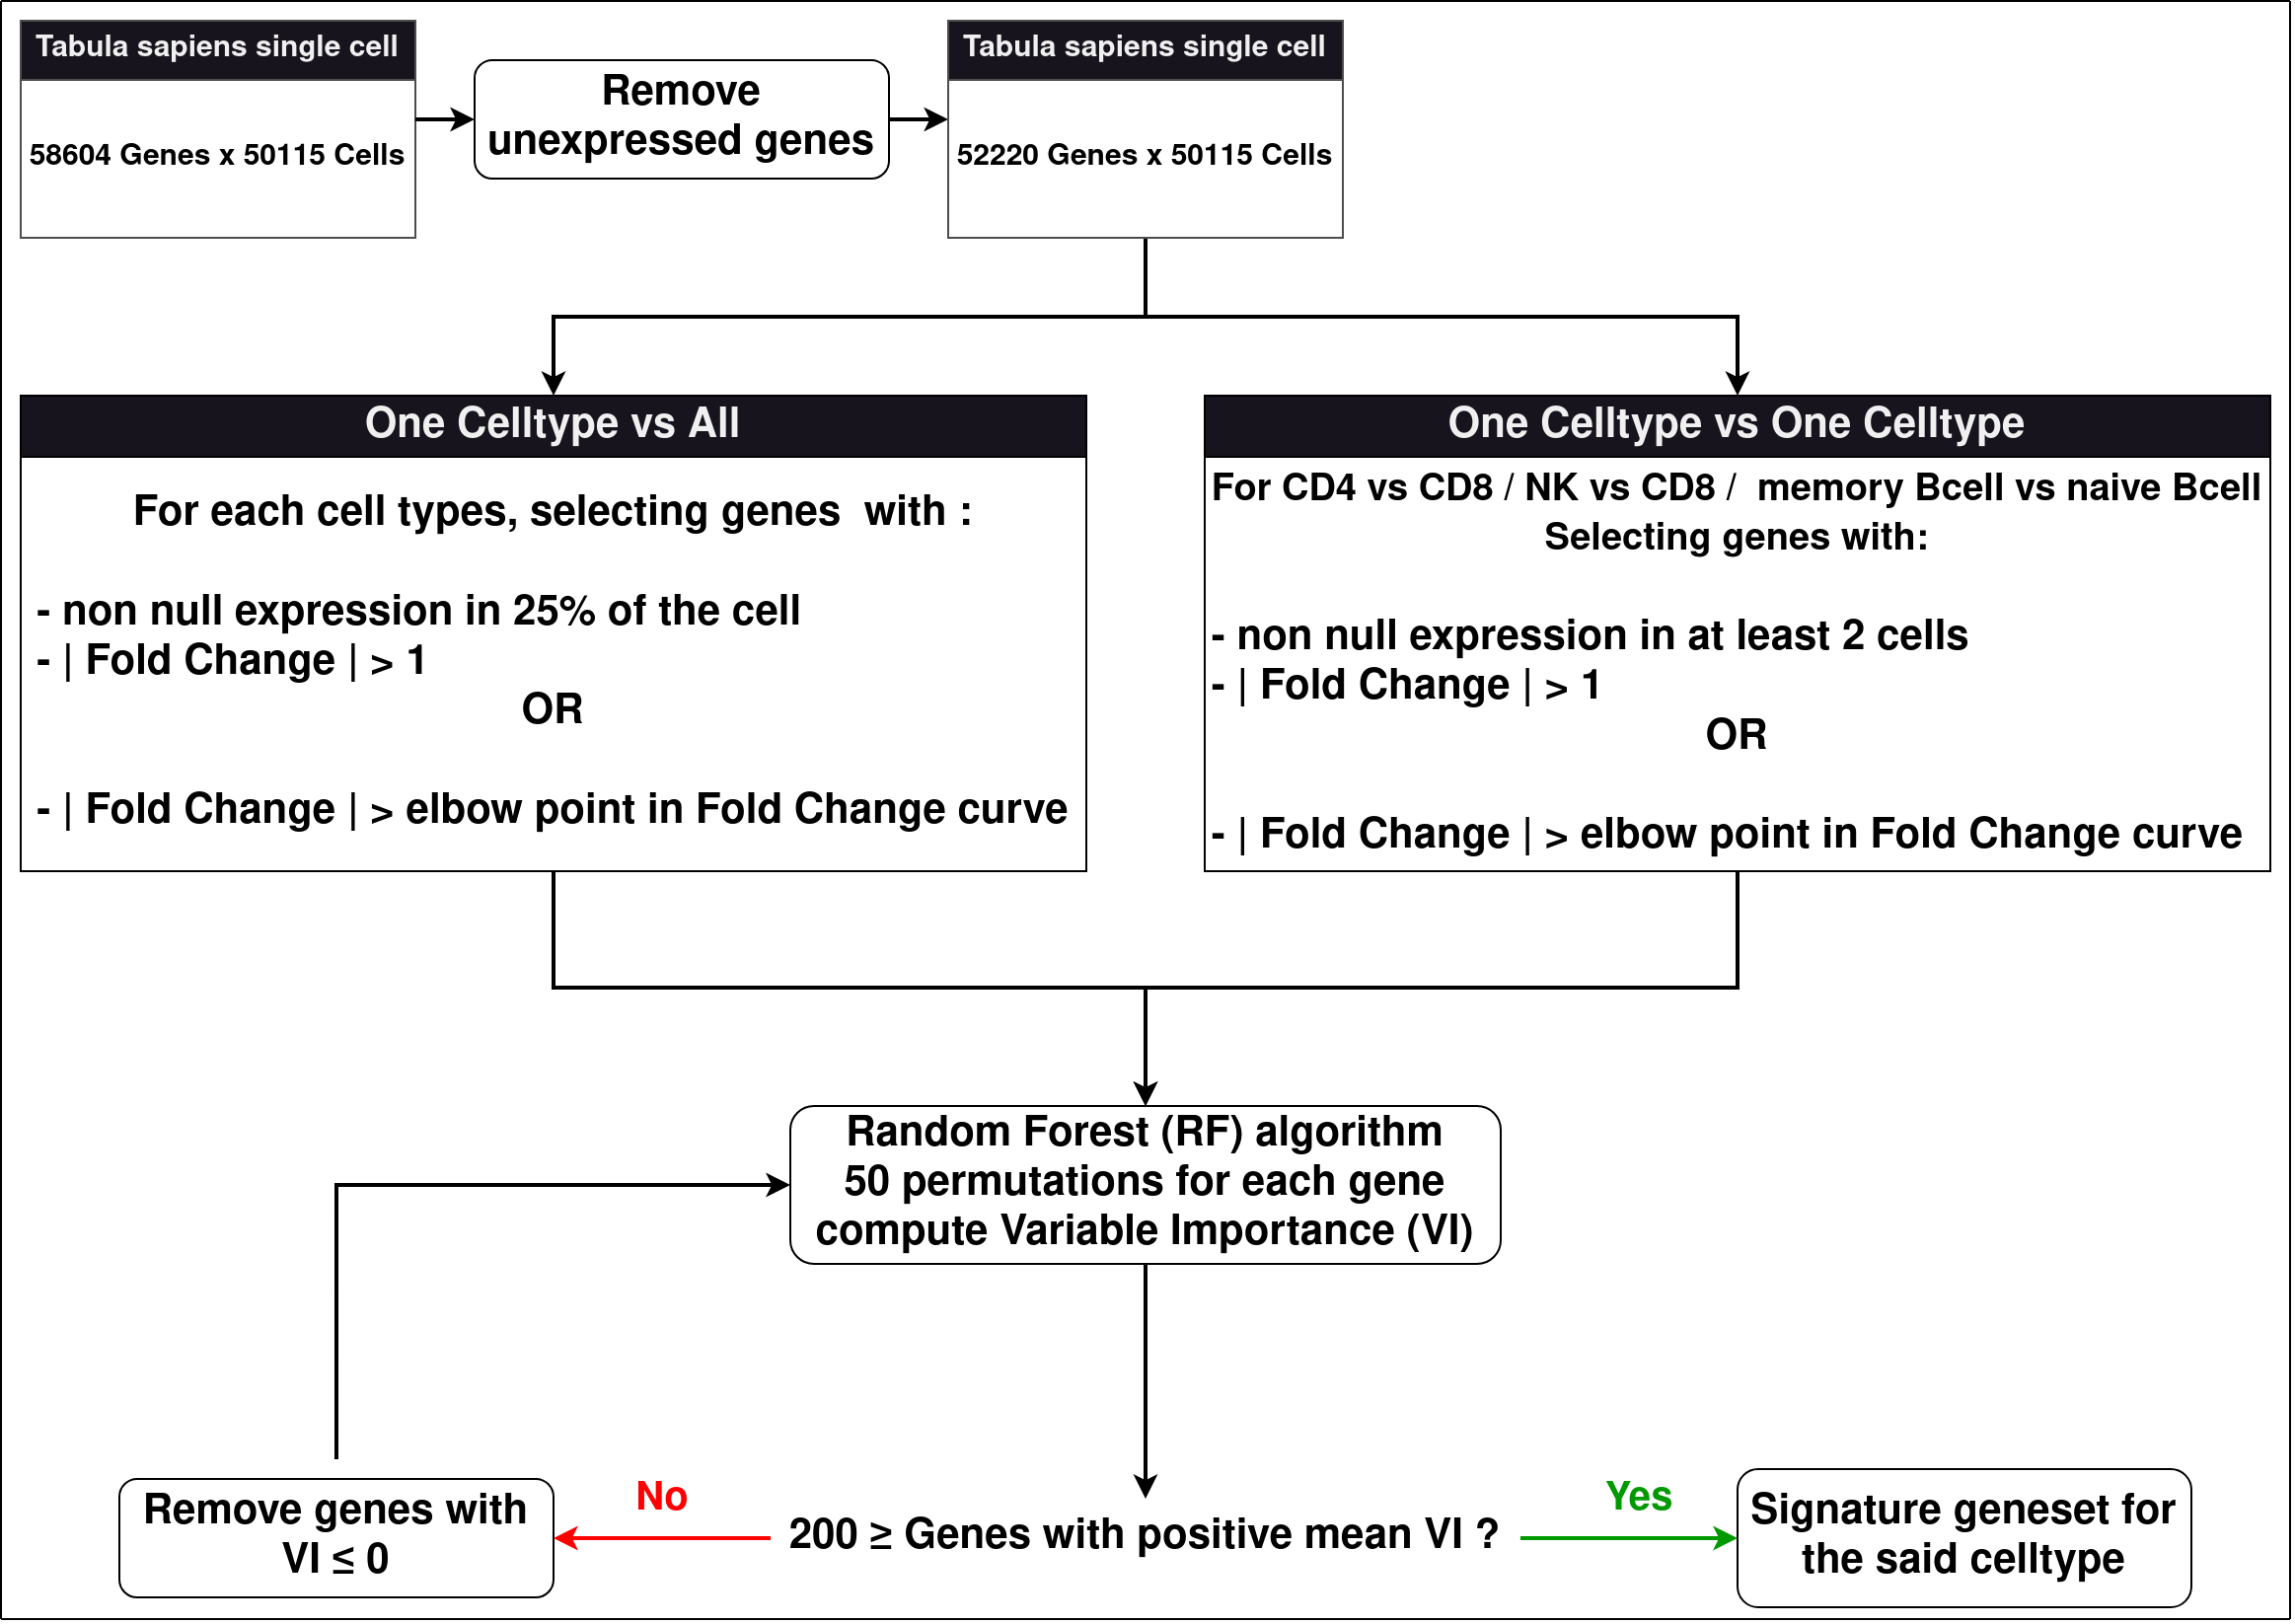 Tabula sapiens single cell
58604 Genes x 50115 Cells
Remove
unexpressed genes
Tabula sapiens single cell
52220 Genes x 50115 Cells
One Celltype vs All
For each cell types, selecting genes  with :
- non null expression in 25% of the cell
- | Fold Change | > 1
OR
- | Fold Change | > elbow point in Fold Change curve
One Celltype vs One Celltype
For CD4 vs CD8 / NK vs CD8 /  memory Bcell vs naive Bcell
Selecting genes with:
- non null expression in at least 2 cells
- | Fold Change | > 1
OR
- | Fold Change | > elbow point in Fold Change curve
Random Forest (RF) algorithm
50 permutations for each gene
compute Variable Importance (VI)
Remove genes with
VI ≤ 0
No
200 ≥ Genes with positive mean VI ?
Yes
Signature geneset for
the said celltype